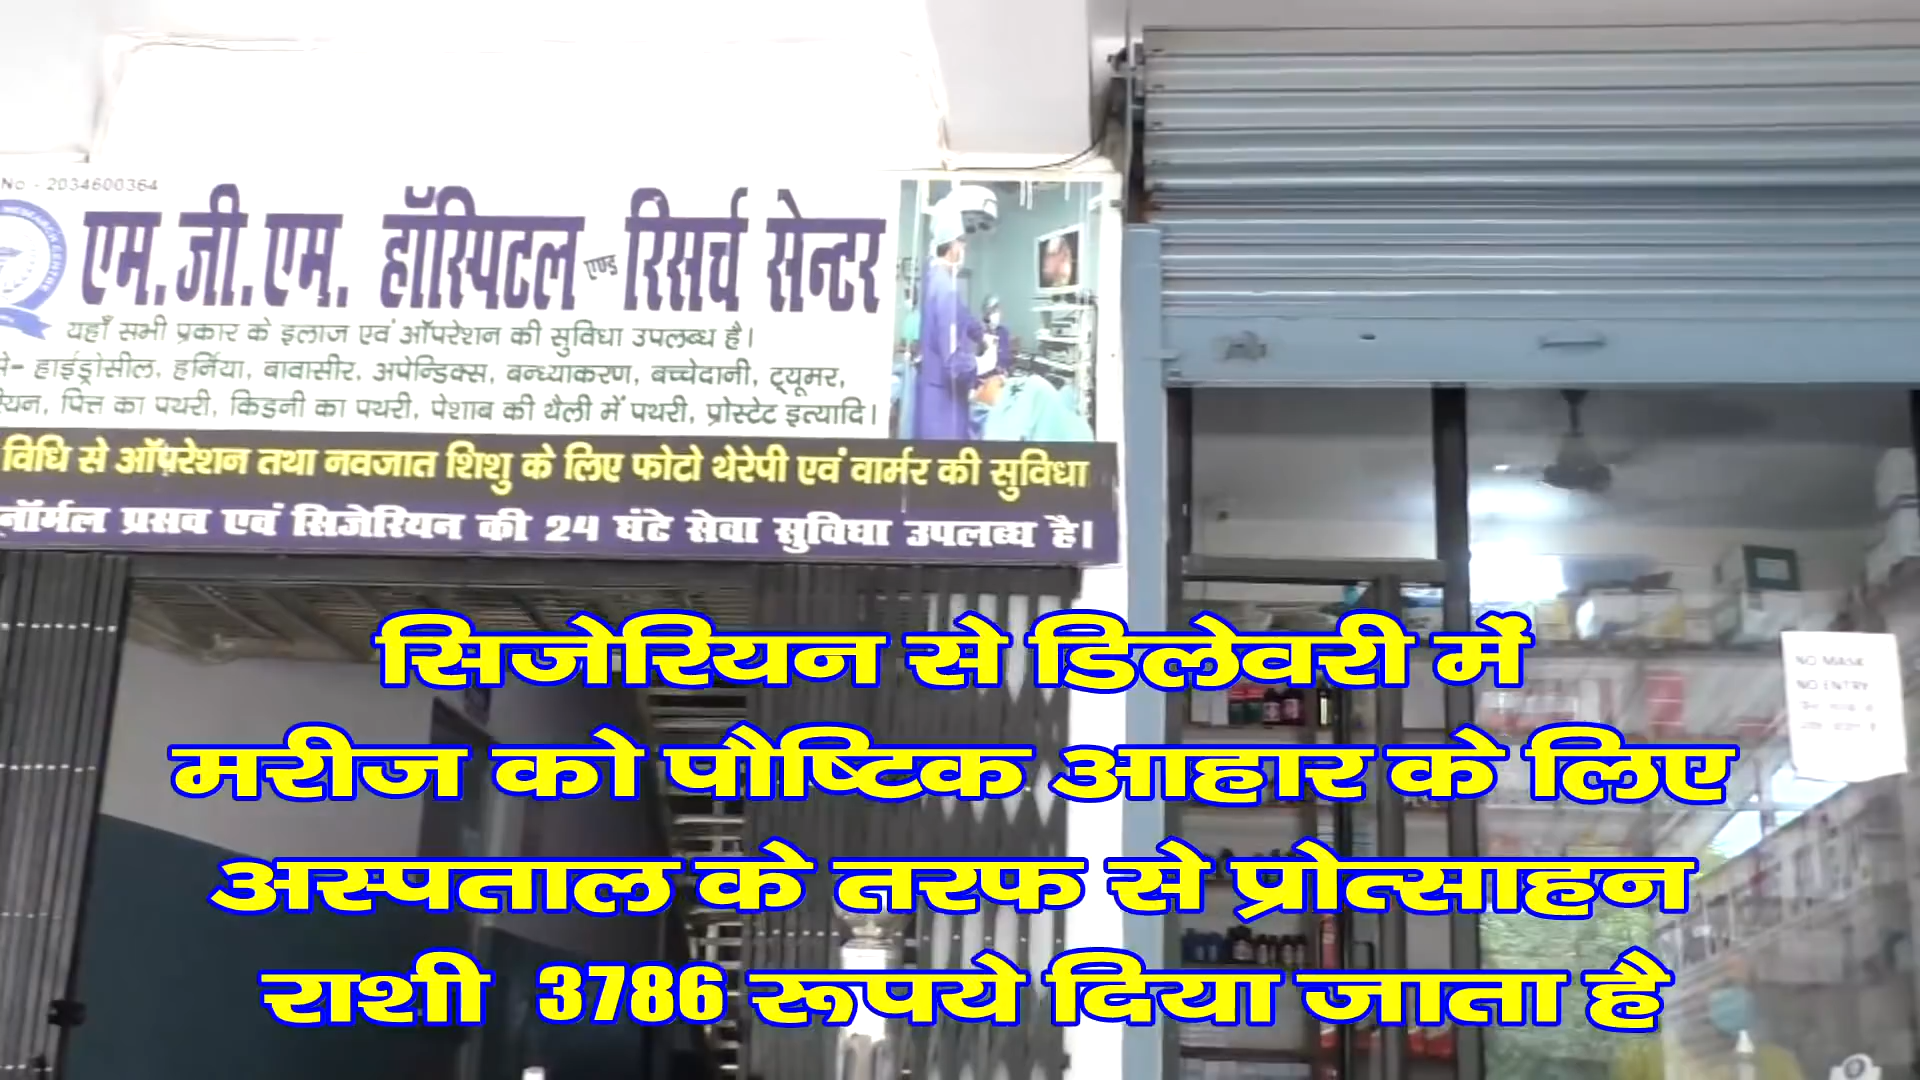 No - 2034600364
एम.जी.एम. हॉस्पिटल एण्ड रिसर्च सेन्टर
यहाँ सभी प्रकार के इलाज एवं ऑपरेशन की सुविधा उपलब्ध है।
हाईड्रोसील, हर्निया, बावासीर, अपेन्डिक्स, बन्ध्याकरण, बच्चेदानी, ट्यूमर,
पित्त का पथरी, किडनी का पथरी, पेशाब की थैली में पथरी, प्रोस्टेट इत्यादि।
विधि से ऑपरेशन तथा नवजात शिशु के लिए फोटो थेरेपी एवं वार्मर की सुविधा
नॉर्मल प्रसव एवं सिजेरियन की 24 घंटे सेवा सुविधा उपलब्ध है।
NO MASK
NO ENTRY
सिजेरियन से डिलेवरी में
मरीज को पौष्टिक आहार के लिए
अस्पताल के तरफ से प्रोत्साहन
राशी 3786 रूपये दिया जाता है